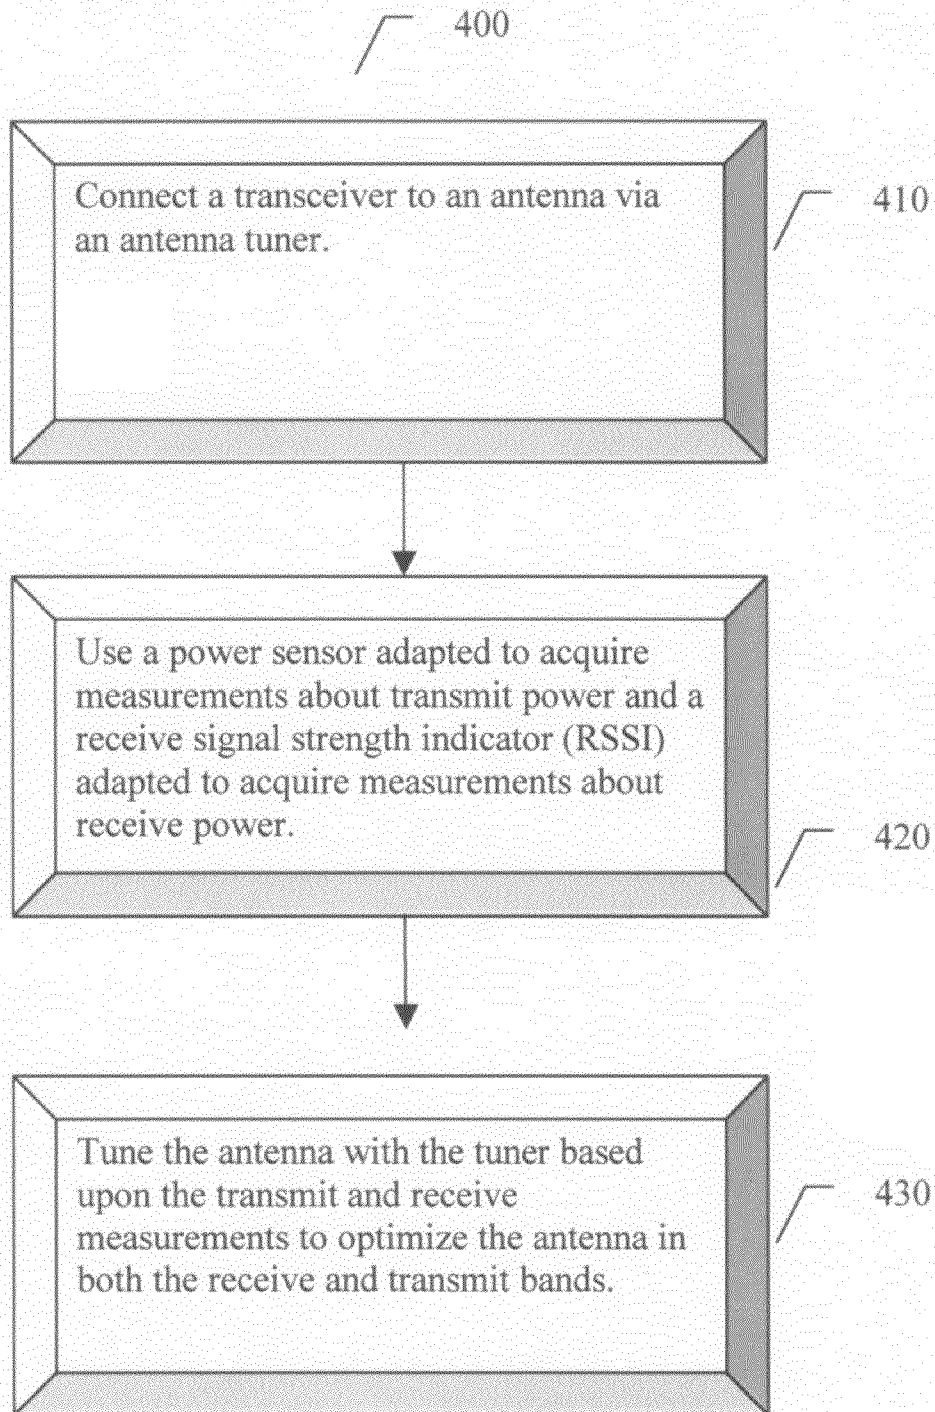 400
Connect a transceiver to an antenna via
an antenna tuner.
410
Use a power sensor adapted to acquire
measurements about transmit power and a
receive signal strength indicator (RSSI)
adapted to acquire measurements about
receive power.
420
Tune the antenna with the tuner based
upon the transmit and receive
measurements to optimize the antenna in
both the receive and transmit bands.
430